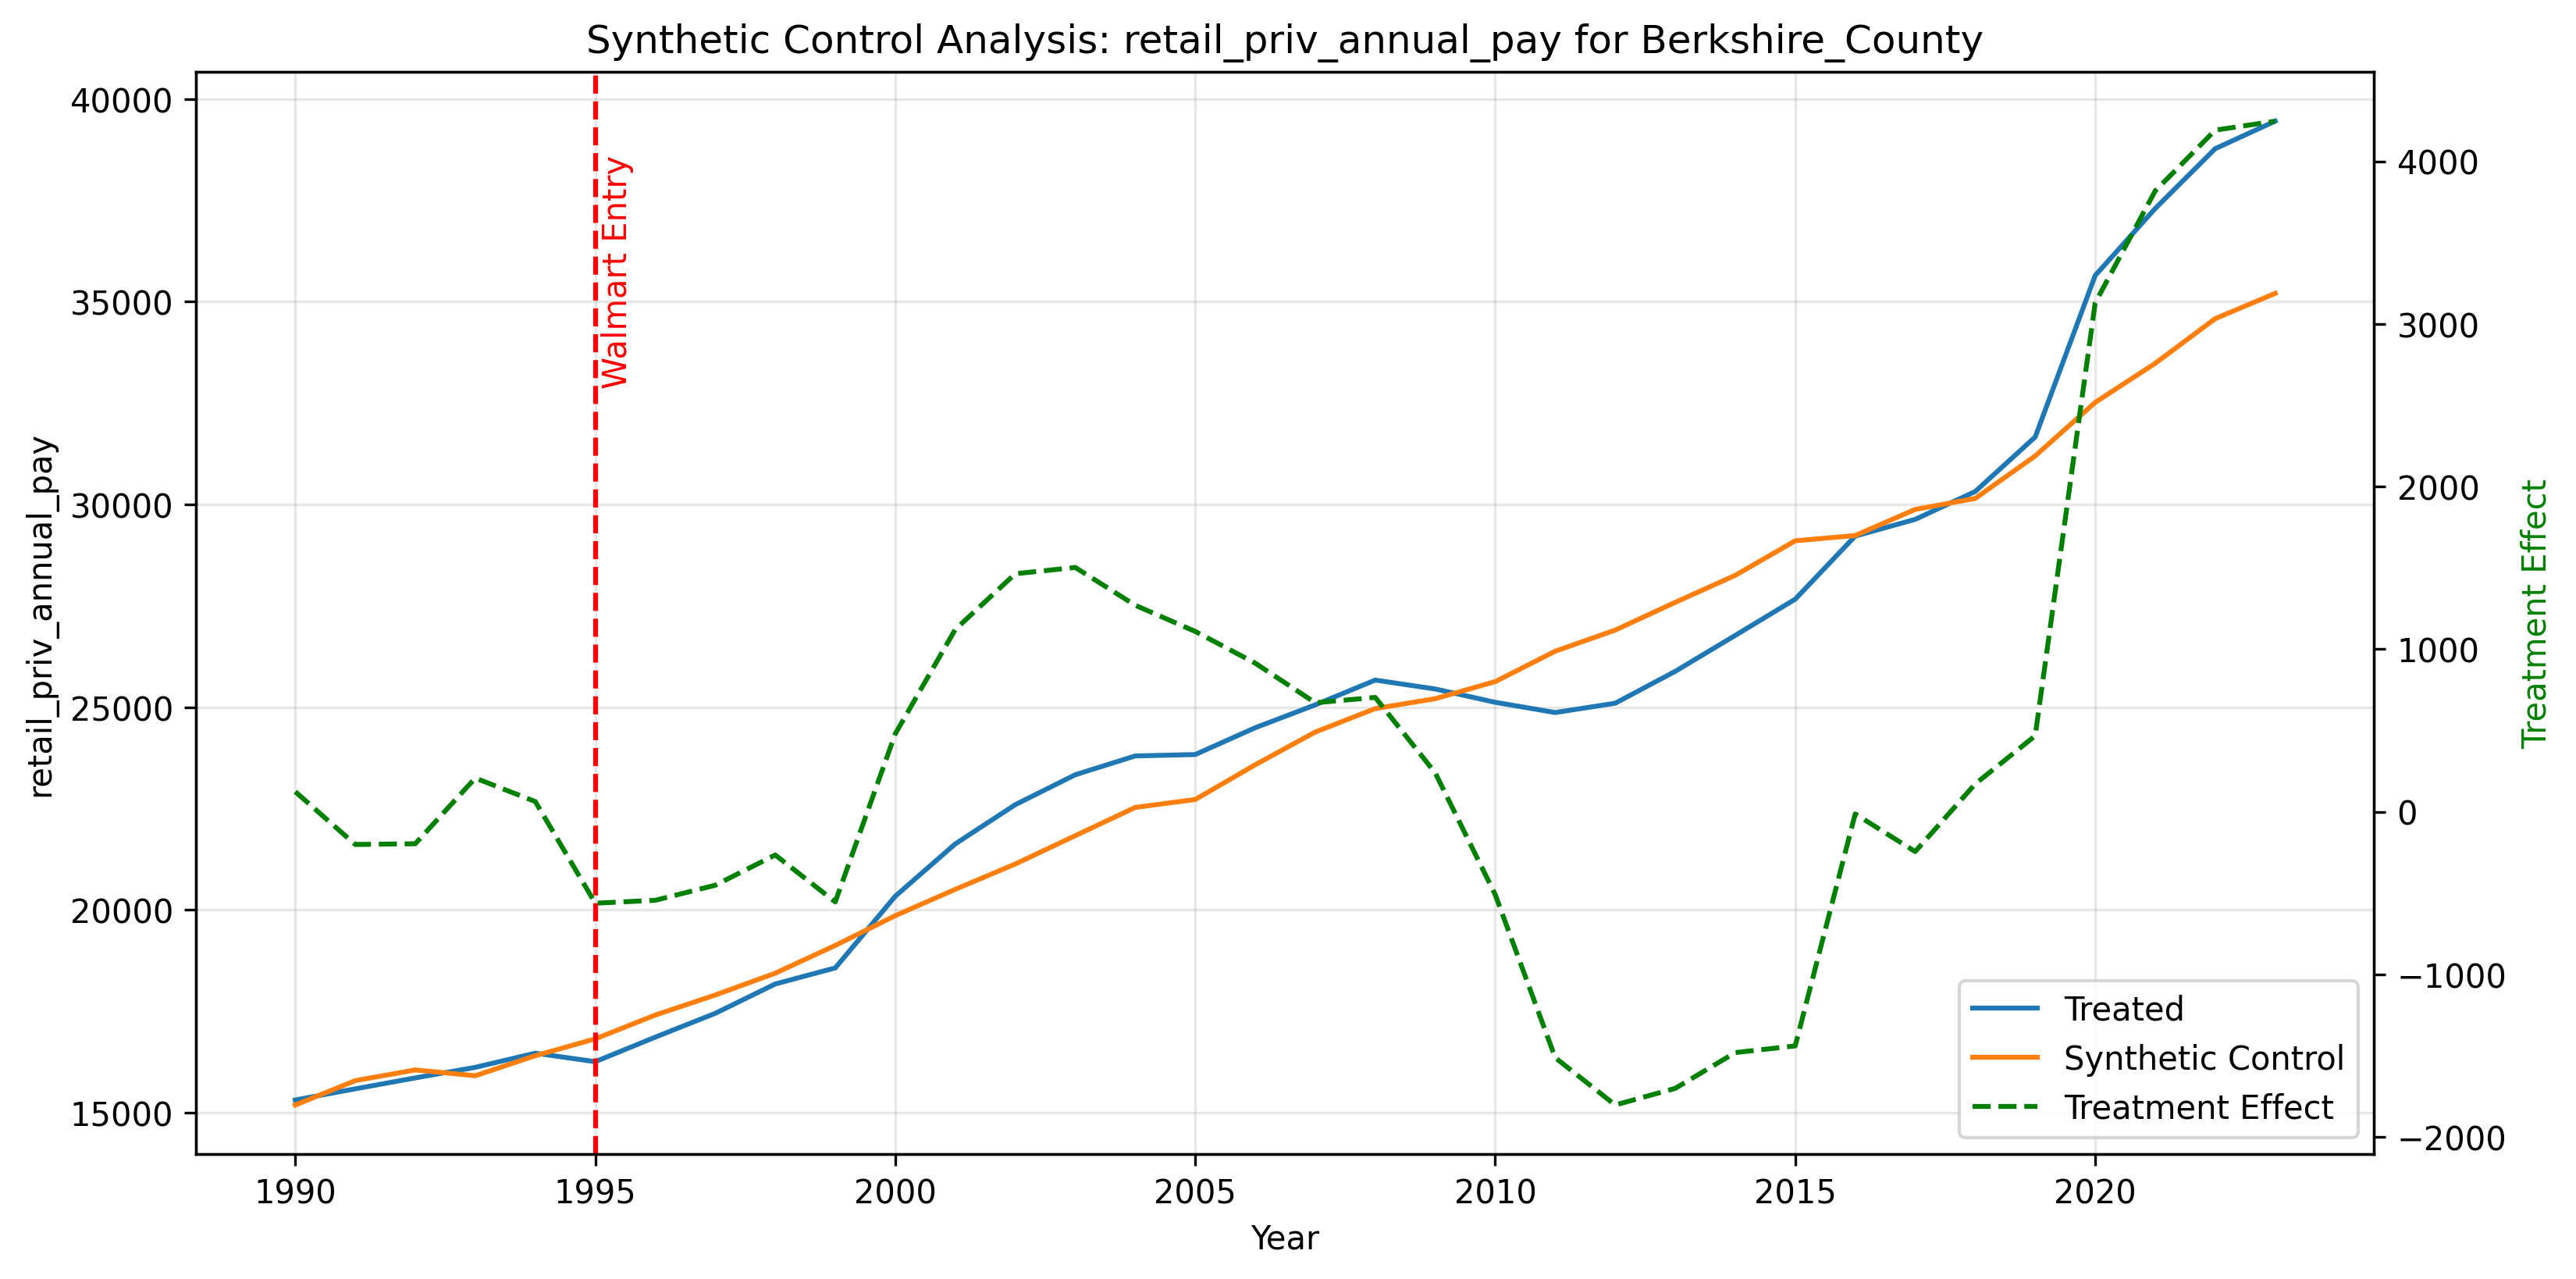 Synthetic Control Analysis: retail_priv_annual_pay for Berkshire_County
retail_priv_annual_pay
40000
35000
30000
25000
20000
15000
Walmart Entry
4000
3000
2000
1000
0
−1000
−2000
Treatment Effect
Treated
Synthetic Control
Treatment Effect
1990
1995
2000
2005
2010
2015
2020
Year